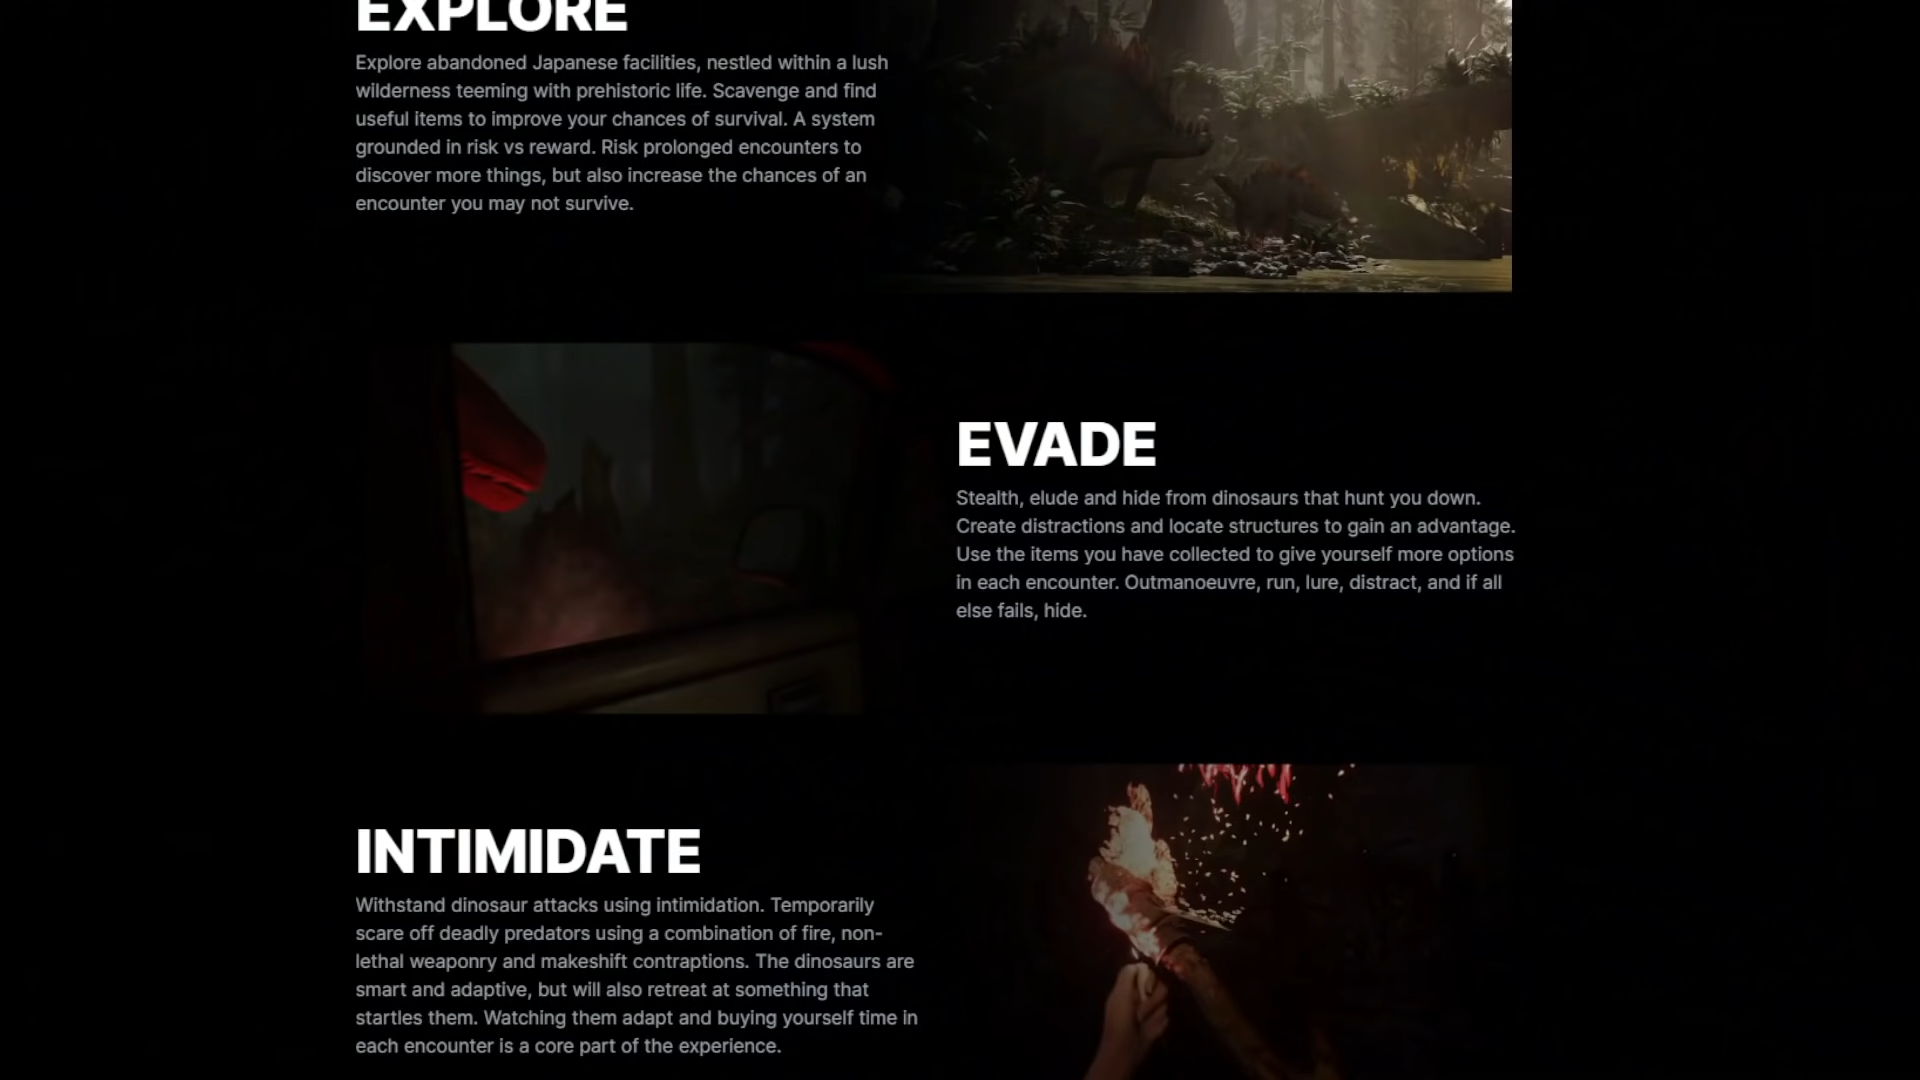 EXPLORE
Explore abandoned Japanese facilities, nestled within a lush
wilderness teeming with prehistoric life. Scavenge and find
useful items to improve your chances of survival. A system
grounded in risk vs reward. Risk prolonged encounters to
discover more things, but also increase the chances of an
encounter you may not survive.
EVADE
Stealth, elude and hide from dinosaurs that hunt you down.
Create distractions and locate structures to gain an advantage.
Use the items you have collected to give yourself more options
in each encounter. Outmanoeuvre, run, lure, distract, and if all
else fails, hide.
INTIMIDATE
Withstand dinosaur attacks using intimidation. Temporarily
scare off deadly predators using a combination of fire, non-
lethal weaponry and makeshift contraptions. The dinosaurs are
smart and adaptive, but will also retreat at something that
startles them. Watching them adapt and buying yourself time in
each encounter is a core part of the experience.